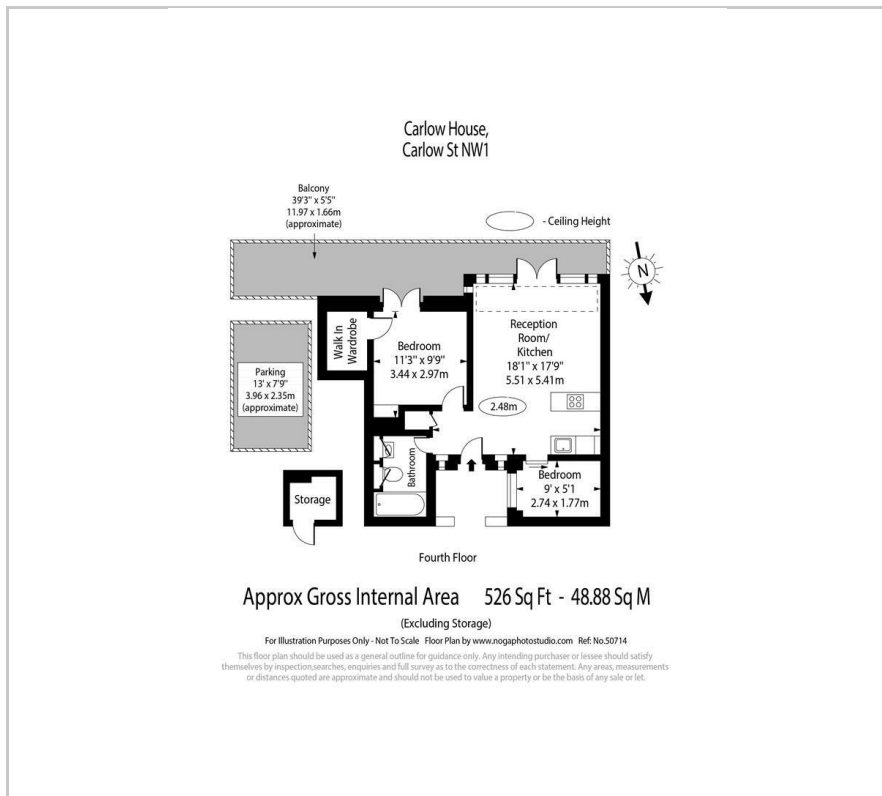 Carlow House,
Carlow St NW1
Balcony
39'3" x 5'5"
11.97 x 1.66m
(approximate)
- Ceiling Height
N
Walk In
Wardrobe
Bedroom
11'3" x 9'9"
3.44 x 2.97m
Reception
Room/
Kitchen
18'1" x 17'9"
5.51 x 5.41m
2.48m
Parking
13' x 7'9"
3.96 x 2.35m
(approximate)
Bathroom
Bedroom
9' x 5'1
2.74 x 1.77m
Storage
Fourth Floor
Approx Gross Internal Area 526 Sq Ft - 48.88 Sq M
(Excluding Storage)
For Illustration Purposes Only - Not To Scale Floor Plan by www.nogaphotostudio.com Ref: No.50714
This floor plan should be used as a general outline for guidance only. Any intending purchaser or lessee should satisfy
themselves by inspection,searches, enquiries and full survey as to the correctness of each statement. Any areas, measurements
or distances quoted are approximate and should not be used to value a property or be the basis of any sale or let.